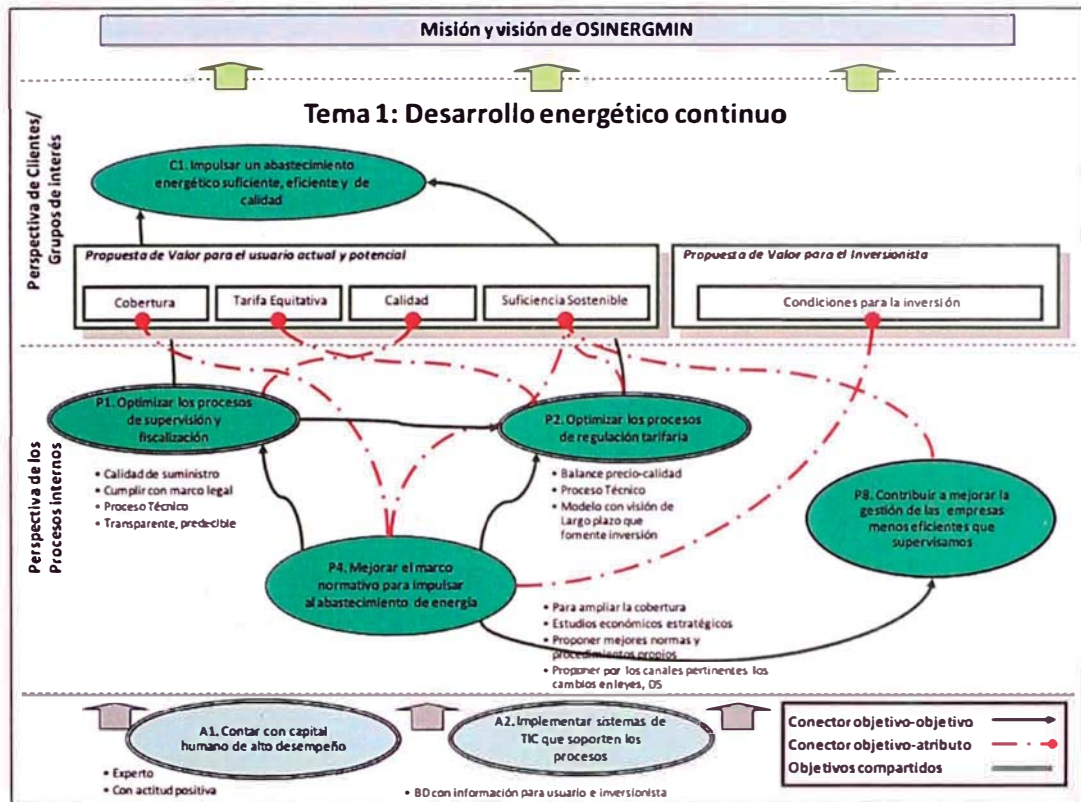 Misión y visión de OSINERGMIN
Tema 1: Desarrollo energético continuo
Perspectiva de Clientes/
Grupos de interés
C1. Impulsar un abastecimiento
energético suficiente, eficiente y de
calidad
Propuesta de Valor para el usuario actual y potencial
Cobertura
Tarifa Equitativa
Calidad
Suficiencia Sostenible
Propuesta de Valor para el Inversionista
Condiciones para la inversión
Perspectiva de los
Procesos internos
P1. Optimizar los procesos
de supervisión y
fiscalización
• Calidad de suministro
• Cumplir con marco legal
• Proceso Técnico
• Transparente, predecible
P2. Optimizar los procesos
de regulación tarifaria
• Balance precio-calidad
• Proceso Técnico
• Modelo con visión de
Largo plazo que
fomente inversión
P8. Contribuir a mejorar la
gestión de las empresas
menos eficientes que
supervisamos
P4. Mejorar el marco
normativo para impulsar
al abastecimiento de energía
• Para ampliar la cobertura
• Estudios económicos estratégicos
• Proponer mejores normas y
procedimientos propios
• Proponer por los canales pertinentes los
cambios en leyes, DS
A1. Contar con capital
humano de alto desempeño
• Experto
• Con actitud positiva
A2. Implementar sistemas de
TIC que soporten los
procesos
• BD con información para usuario e inversionista
Conector objetivo-objetivo
Conector objetivo-atributo
Objetivos compartidos